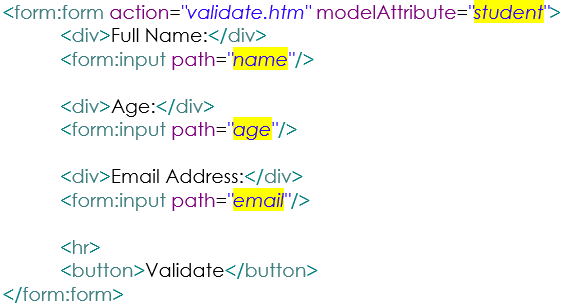 <form:form action="validate.htm" modelAttribute="student">
<div>Full Name:</div>
<form:input path="name"/>
<div>Age:</div>
<form:input path="age"/>
<div>Email Address:</div>
<form:input path="email"/>
<hr>
<button>Validate</button>
</form:form>